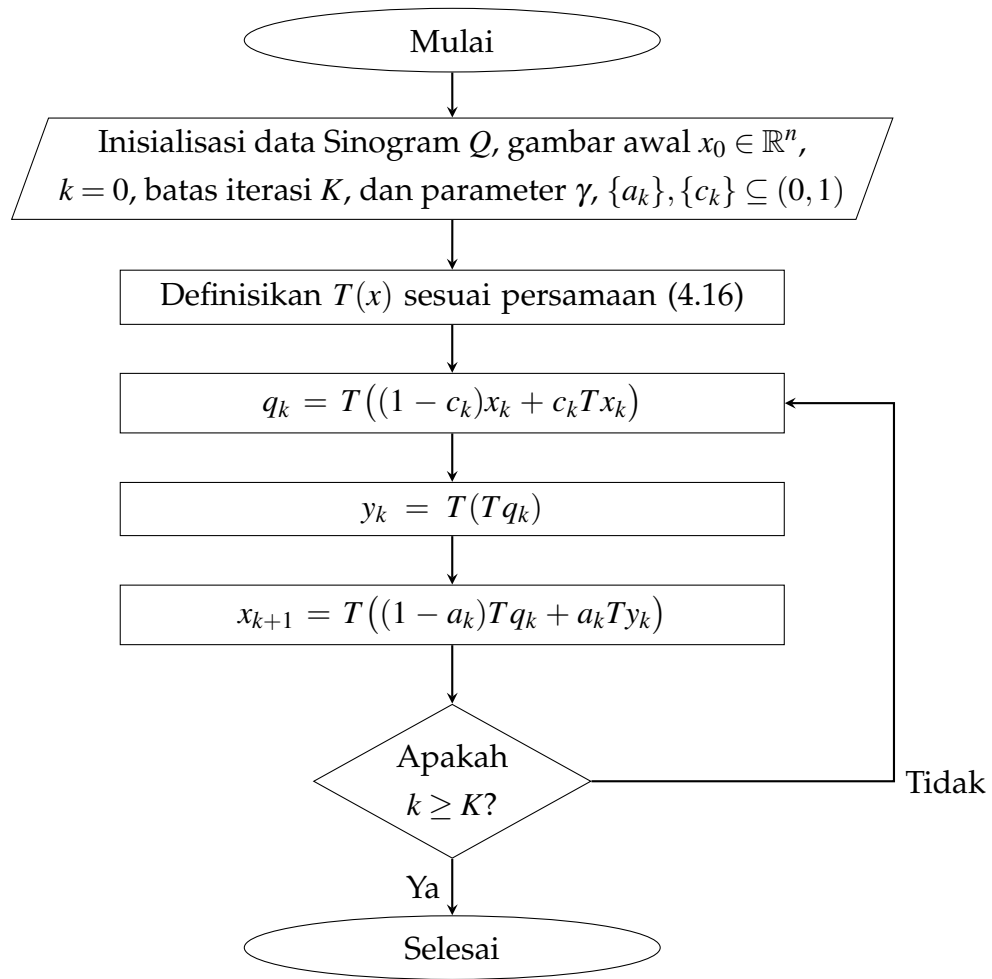 Mulai
Inisialisasi data Sinogram Q, gambar awal x₀ ∈ ℝⁿ,
k = 0, batas iterasi K, dan parameter γ, {aₖ}, {cₖ} ⊆ (0, 1)
Definisikan T(x) sesuai persamaan (4.16)
qₖ = T((1 − cₖ)xₖ + cₖTxₖ)
yₖ = T(Tqₖ)
xₖ₊₁ = T((1 − aₖ)Tqₖ + aₖTyₖ)
Apakah
k ≥ K?
Tidak
Ya
Selesai